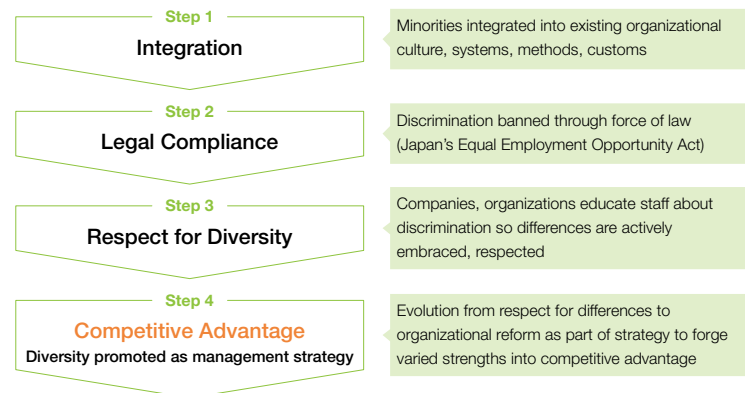 Step 1
Integration
Minorities integrated into existing organizational
culture, systems, methods, customs
Step 2
Legal Compliance
Discrimination banned through force of law
(Japan's Equal Employment Opportunity Act)
Step 3
Respect for Diversity
Companies, organizations educate staff about
discrimination so differences are actively
embraced, respected
Step 4
Competitive Advantage
Diversity promoted as management strategy
Evolution from respect for differences to
organizational reform as part of strategy to forge
varied strengths into competitive advantage